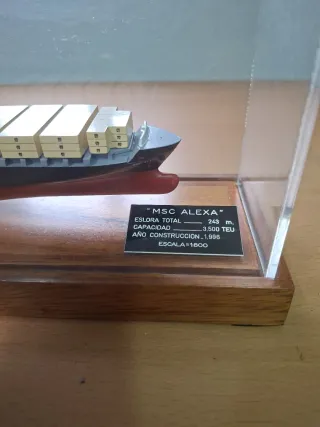 "MSC ALEXA"
ESLORA TOTAL 243 m.
CAPACIDAD 3.500 TEU
AÑO CONSTRUCCION. 1.996
ESCALA=1:800